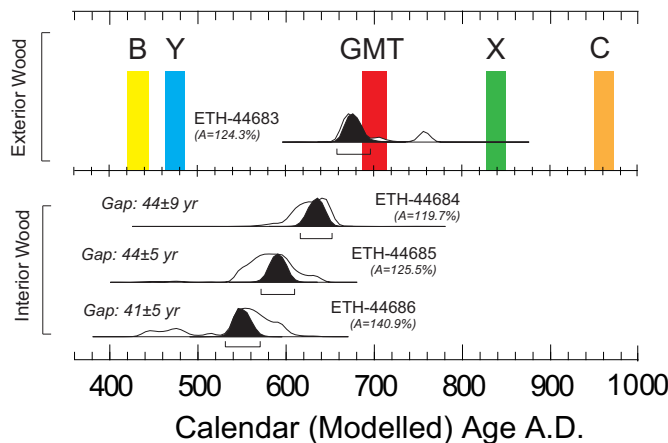 B Y GMT X C
Exterior Wood
ETH-44683
(A=124.3%)
Interior Wood
Gap: 44±9 yr
ETH-44684
(A=119.7%)
Gap: 44±5 yr
ETH-44685
(A=125.5%)
Gap: 41±5 yr
ETH-44686
(A=140.9%)
400 500 600 700 800 900 1000
Calendar (Modelled) Age A.D.